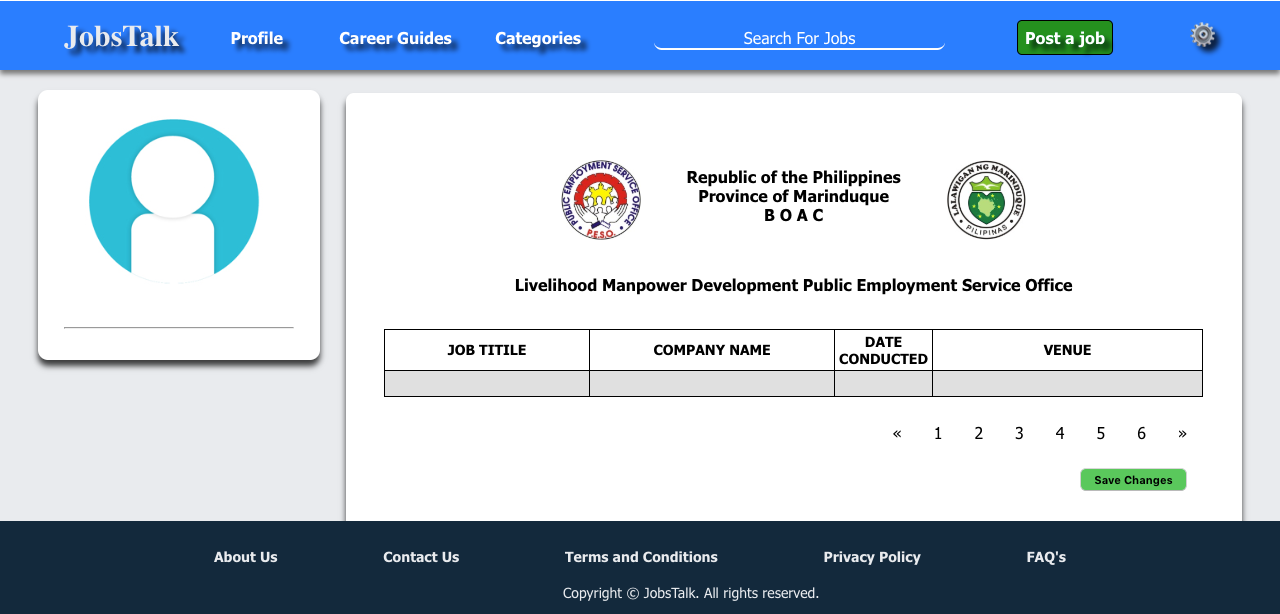 JobsTalk Profile Career Guides Categories Search For Jobs Post a job
PUBLIC EMPLOYMENT SERVICE OFFICE
P.E.S.O.
Republic of the Philippines
Province of Marinduque
B O A C
LALAWIGAN NG MARINDUQUE
PILIPINAS
Livelihood Manpower Development Public Employment Service Office
JOB TITILE COMPANY NAME DATE CONDUCTED VENUE
« 1 2 3 4 5 6 »
Save Changes
About Us Contact Us Terms and Conditions Privacy Policy FAQ's
Copyright © JobsTalk. All rights reserved.